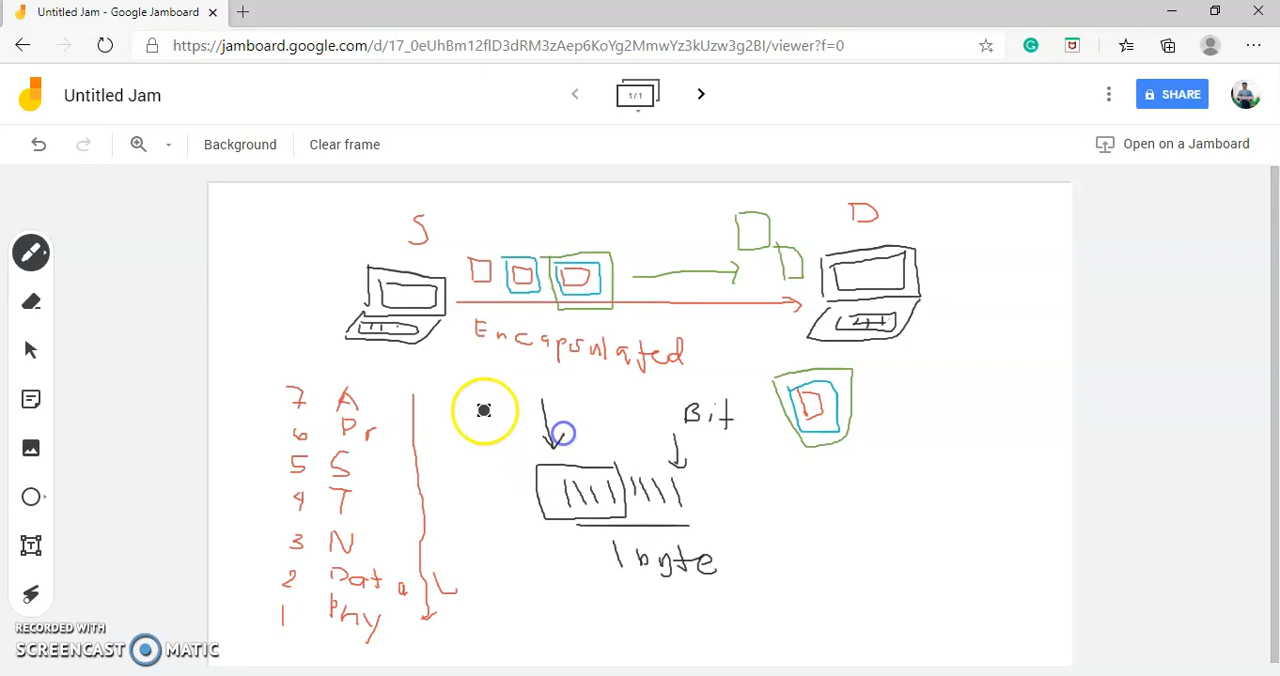 Untitled Jam - Google Jamboard
https://jamboard.google.com/d/17_0eUhBm12flD3dRM3zAep6KoYg2MmwYz3kUzw3g2BI/viewer?f=0
Untitled Jam
1/1
SHARE
Background
Clear frame
Open on a Jamboard
S
D
Encapsulated
7 A
6 Pr
5 S
4 T
3 N
2 Data L
1 Phy
Bit
1 byte
RECORDED WITH
SCREENCAST MATIC